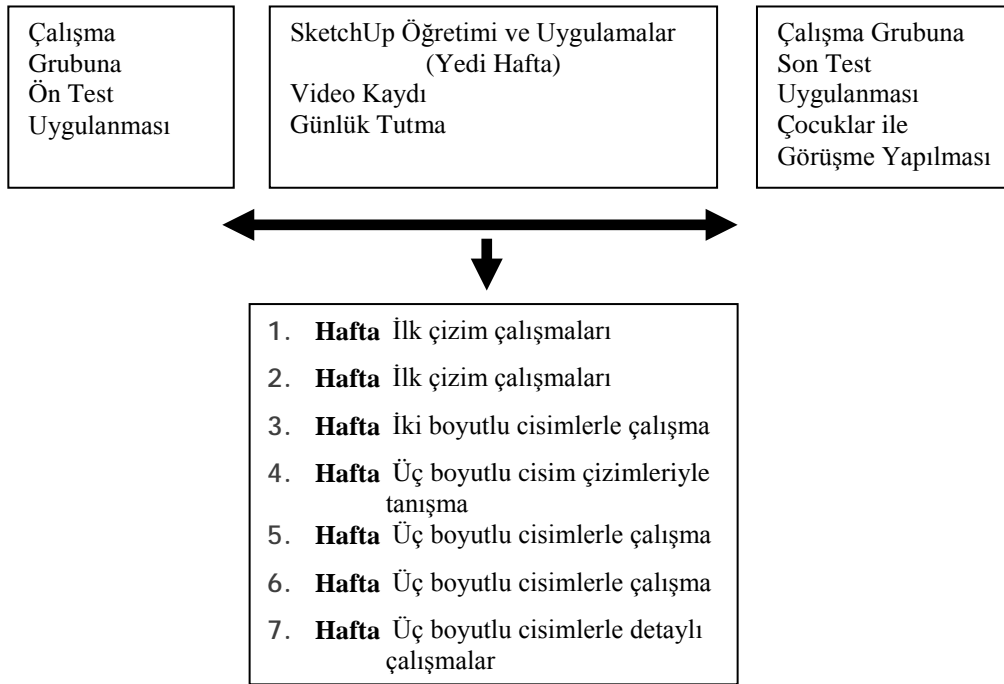 Çalışma
Grubuna
Ön Test
Uygulanması
SketchUp Öğretimi ve Uygulamalar
(Yedi Hafta)
Video Kaydı
Günlük Tutma
Çalışma Grubuna
Son Test
Uygulanması
Çocuklar ile
Görüşme Yapılması
1. Hafta İlk çizim çalışmaları
2. Hafta İlk çizim çalışmaları
3. Hafta İki boyutlu cisimlerle çalışma
4. Hafta Üç boyutlu cisim çizimleriyle
tanışma
5. Hafta Üç boyutlu cisimlerle çalışma
6. Hafta Üç boyutlu cisimlerle çalışma
7. Hafta Üç boyutlu cisimlerle detaylı
çalışmalar